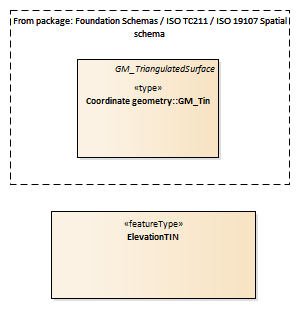 From package: Foundation Schemas / ISO TC211 / ISO 19107 Spatial
schema
GM_TriangulatedSurface
«type»
Coordinate geometry::GM_Tin
«featureType»
ElevationTIN